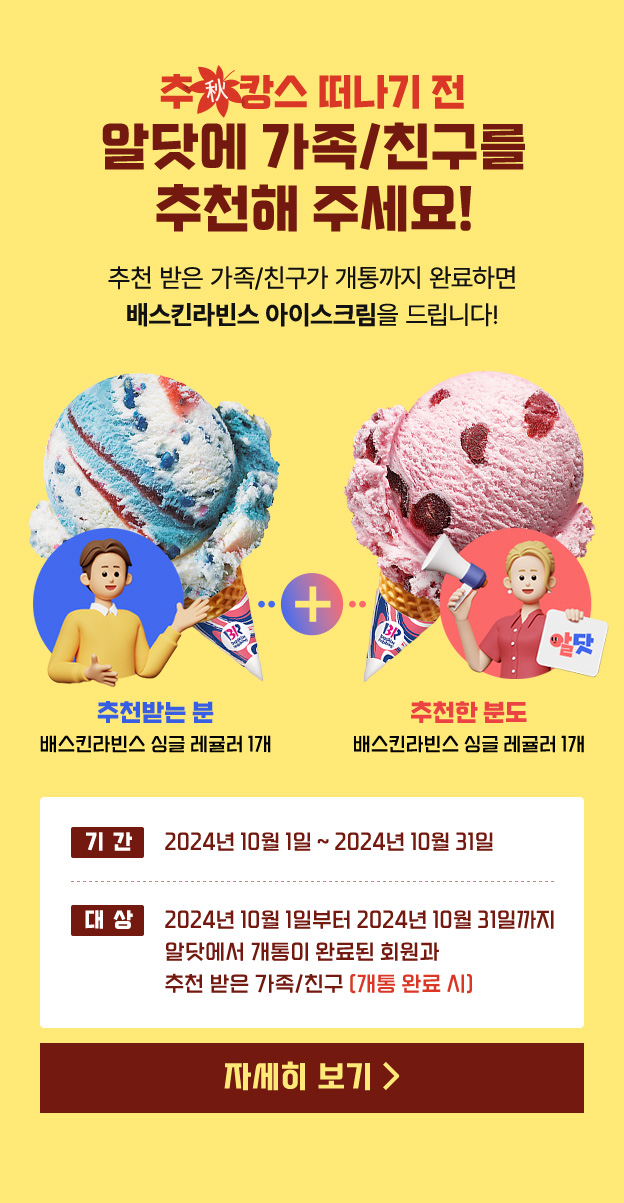 추秋캉스 떠나기 전
알닷에 가족/친구를
추천해 주세요!
추천 받은 가족/친구가 개통까지 완료하면
배스킨라빈스 아이스크림을 드립니다!
BR
baskin robbins
BR
baskin robbins
알닷
추천받는 분
배스킨라빈스 싱글 레귤러 1개
추천한 분도
배스킨라빈스 싱글 레귤러 1개
기 간
2024년 10월 1일 ~ 2024년 10월 31일
대 상
2024년 10월 1일부터 2024년 10월 31일까지
알닷에서 개통이 완료된 회원과
추천 받은 가족/친구 (개통 완료 시)
자세히 보기 >